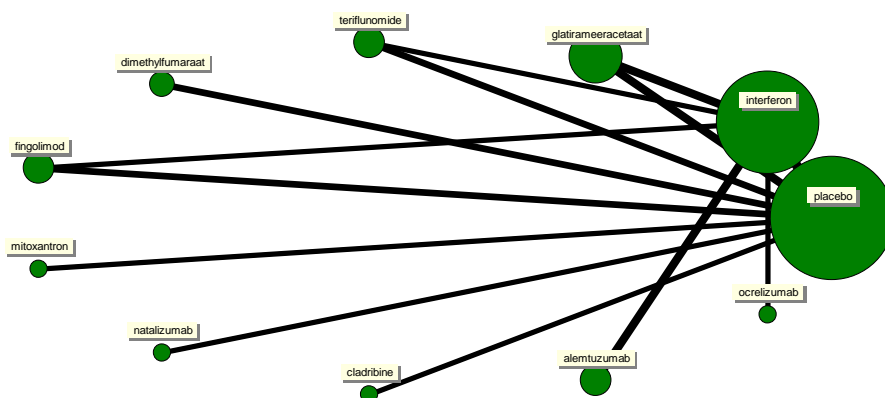 teriflunomide
glatirameeracetaat
dimethylfumaraat
interferon
fingolimod
placebo
mitoxantron
ocrelizumab
natalizumab
alemtuzumab
cladribine